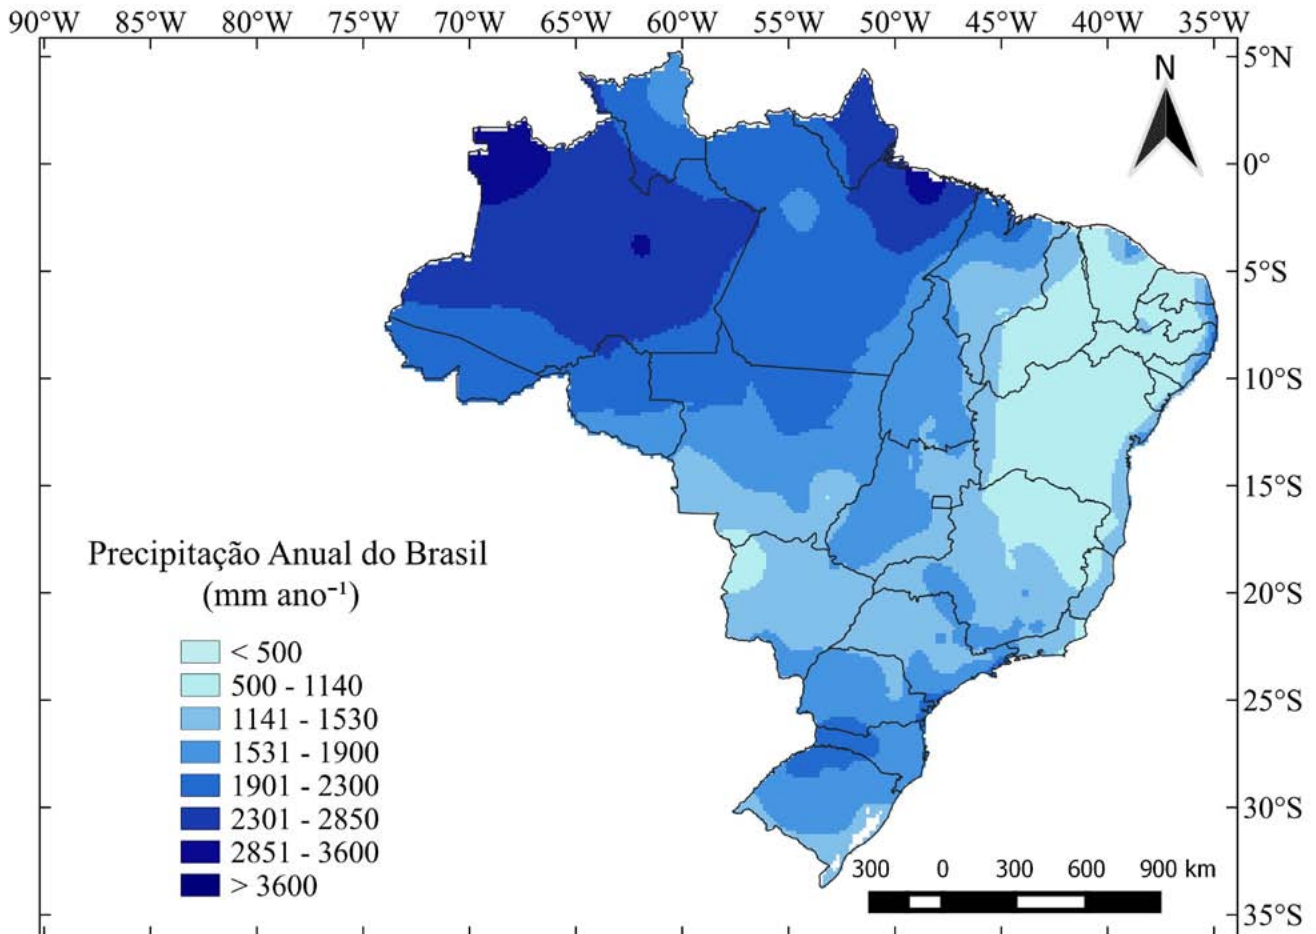 90°W 85°W 80°W 75°W 70°W 65°W 60°W 55°W 50°W 45°W 40°W 35°W
5°N
N
0°
5°S
10°S
15°S
20°S
25°S
30°S
35°S
Precipitação Anual do Brasil
(mm ano⁻¹)
< 500
500 - 1140
1141 - 1530
1531 - 1900
1901 - 2300
2301 - 2850
2851 - 3600
> 3600
300 0 300 600 900 km